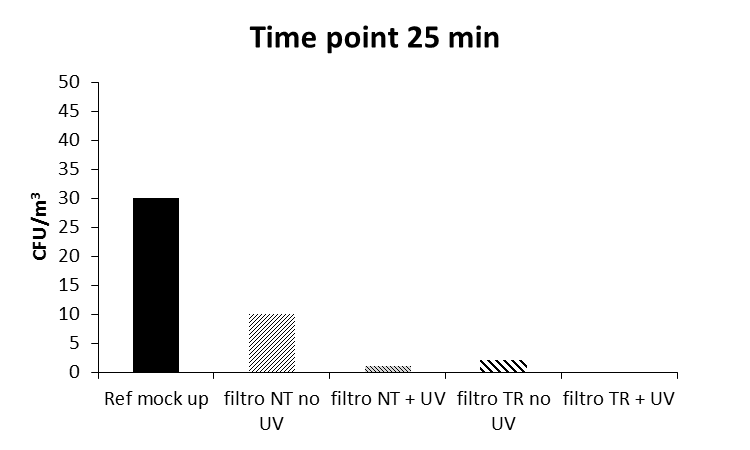 Time point 25 min
50
45
40
35
30
25
20
15
10
5
0
CFU/m³
Ref mock up
filtro NT no
UV
filtro NT + UV
filtro TR no
UV
filtro TR + UV